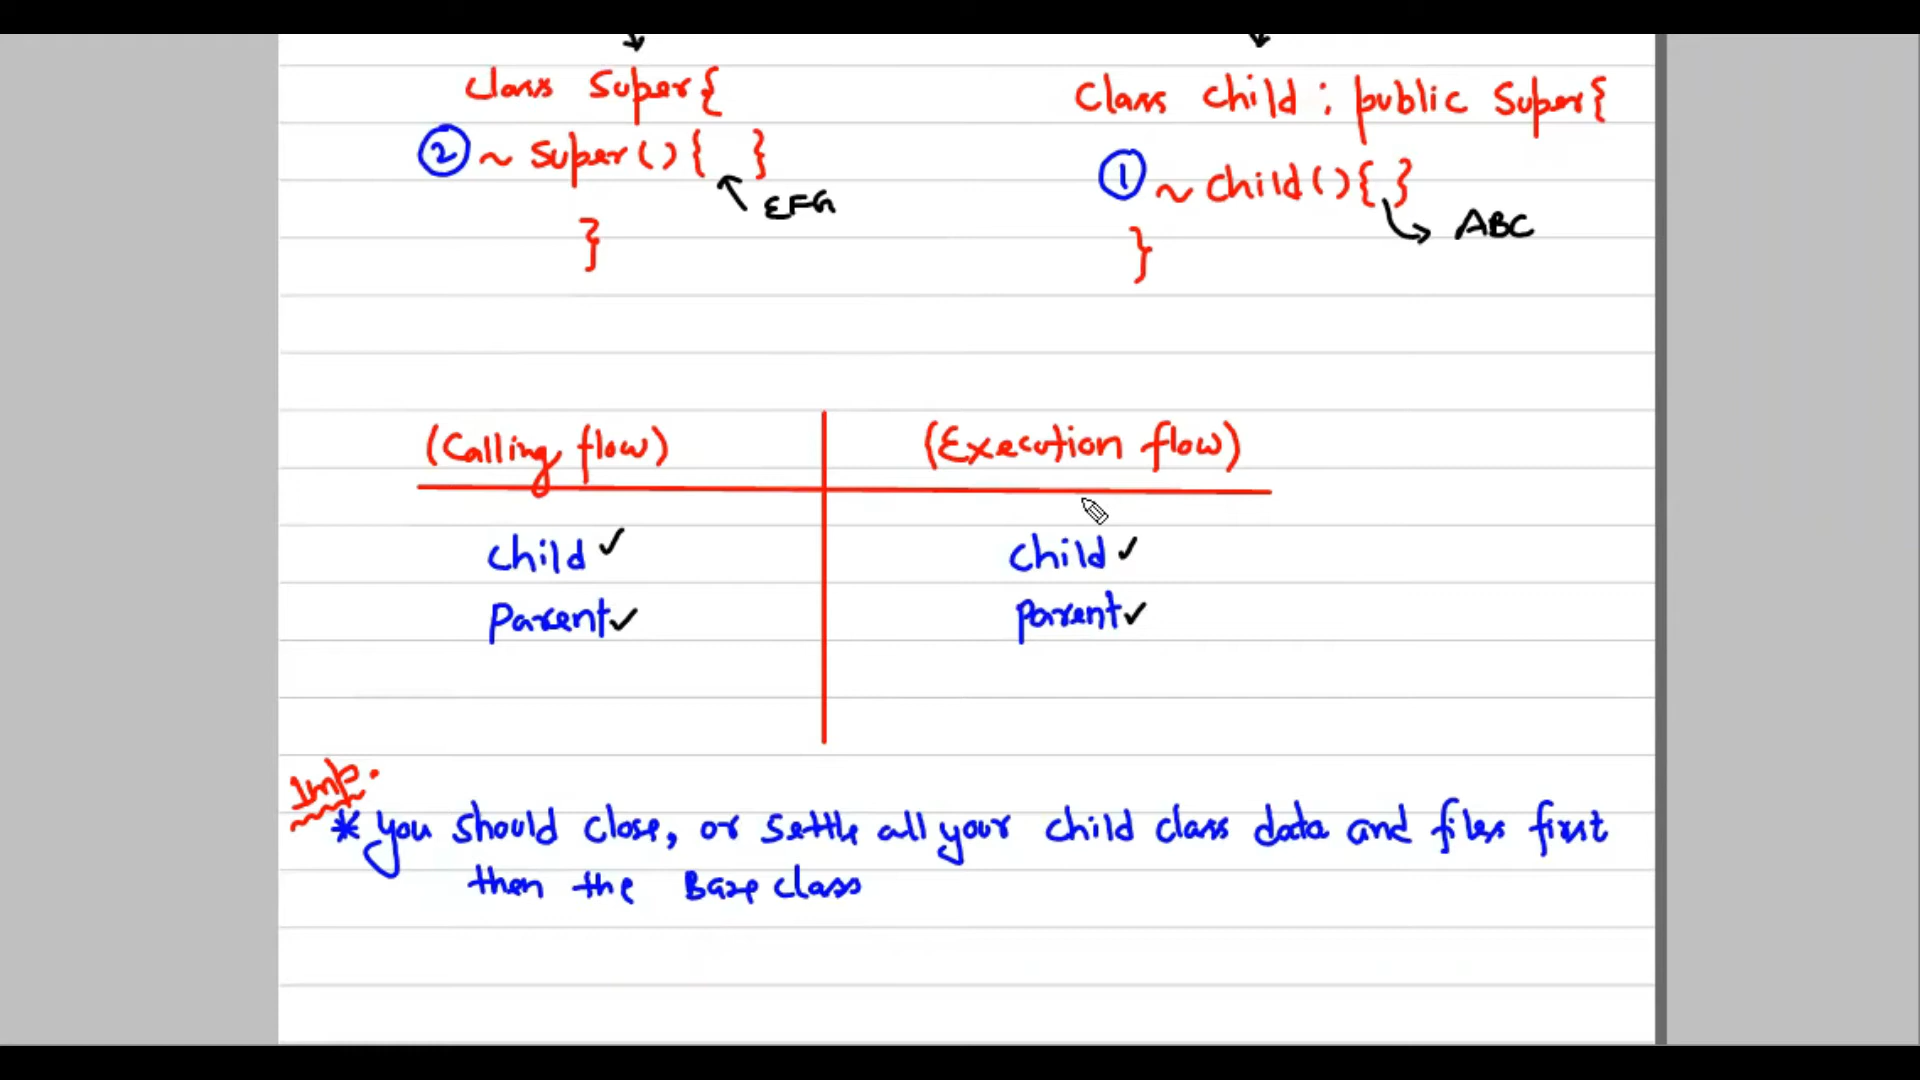 class Super{
② ~ Super(){ }
EFG
}
Class Child : public Super{
① ~ Child(){ }
ABC
}
(Calling flow)
(Execution flow)
Child ✓
Child ✓
Parent ✓
Parent ✓
Imp.
* you should close, or settle all your child class data and files first
then the Base class